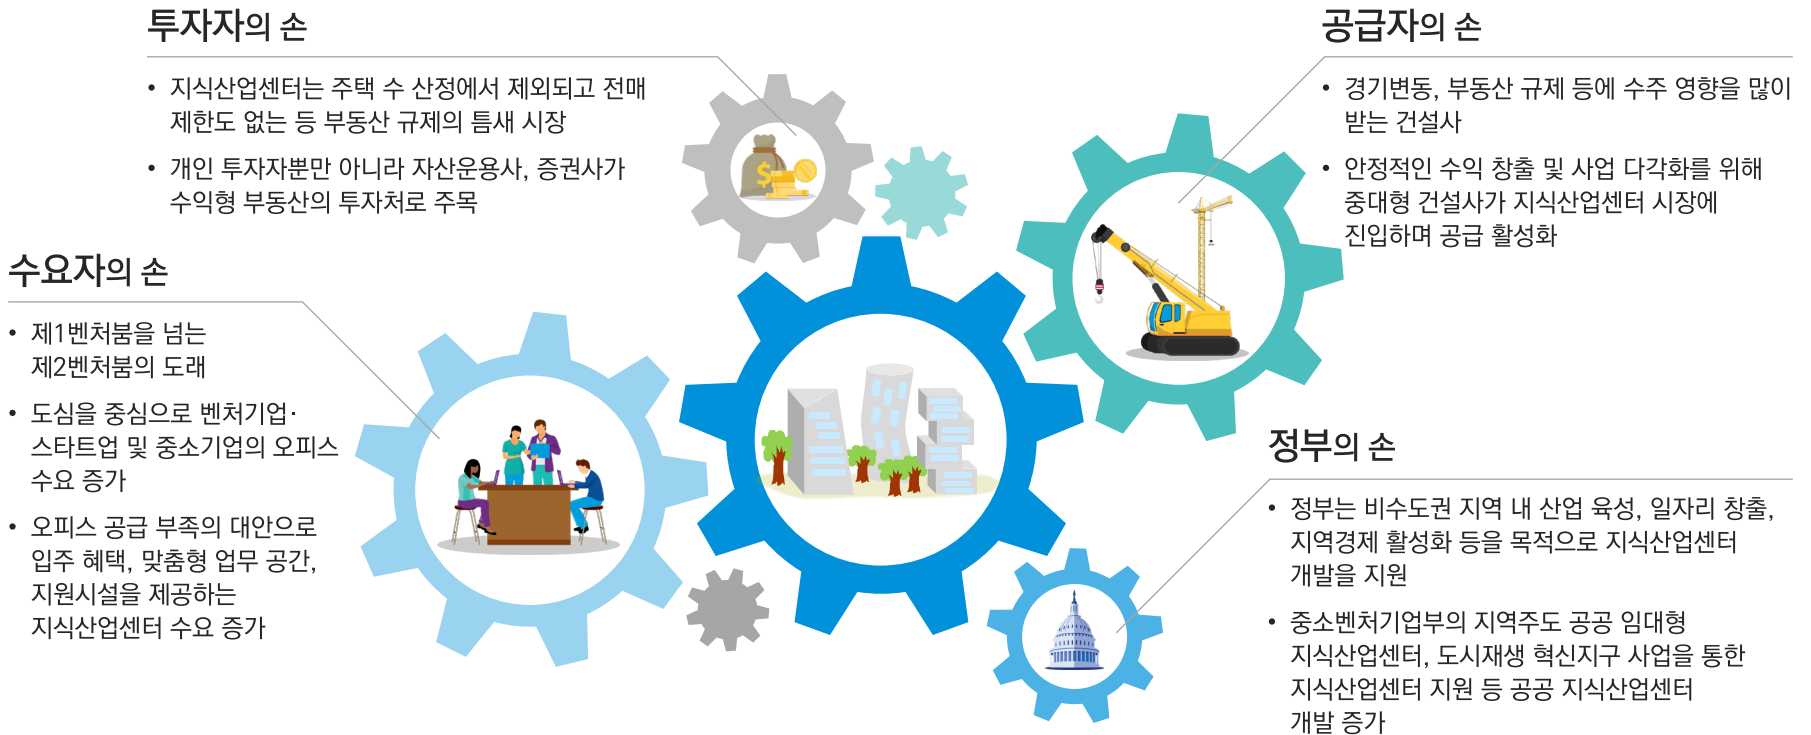 투자자의 손
• 지식산업센터는 주택 수 산정에서 제외되고 전매
제한도 없는 등 부동산 규제의 틈새 시장
• 개인 투자자뿐만 아니라 자산운용사, 증권사가
수익형 부동산의 투자처로 주목
공급자의 손
• 경기변동, 부동산 규제 등에 수주 영향을 많이
받는 건설사
• 안정적인 수익 창출 및 사업 다각화를 위해
중대형 건설사가 지식산업센터 시장에
진입하며 공급 활성화
수요자의 손
• 제1벤처붐을 넘는
제2벤처붐의 도래
• 도심을 중심으로 벤처기업·
스타트업 및 중소기업의 오피스
수요 증가
• 오피스 공급 부족의 대안으로
입주 혜택, 맞춤형 업무 공간,
지원시설을 제공하는
지식산업센터 수요 증가
정부의 손
• 정부는 비수도권 지역 내 산업 육성, 일자리 창출,
지역경제 활성화 등을 목적으로 지식산업센터
개발을 지원
• 중소벤처기업부의 지역주도 공공 임대형
지식산업센터, 도시재생 혁신지구 사업을 통한
지식산업센터 지원 등 공공 지식산업센터
개발 증가
$